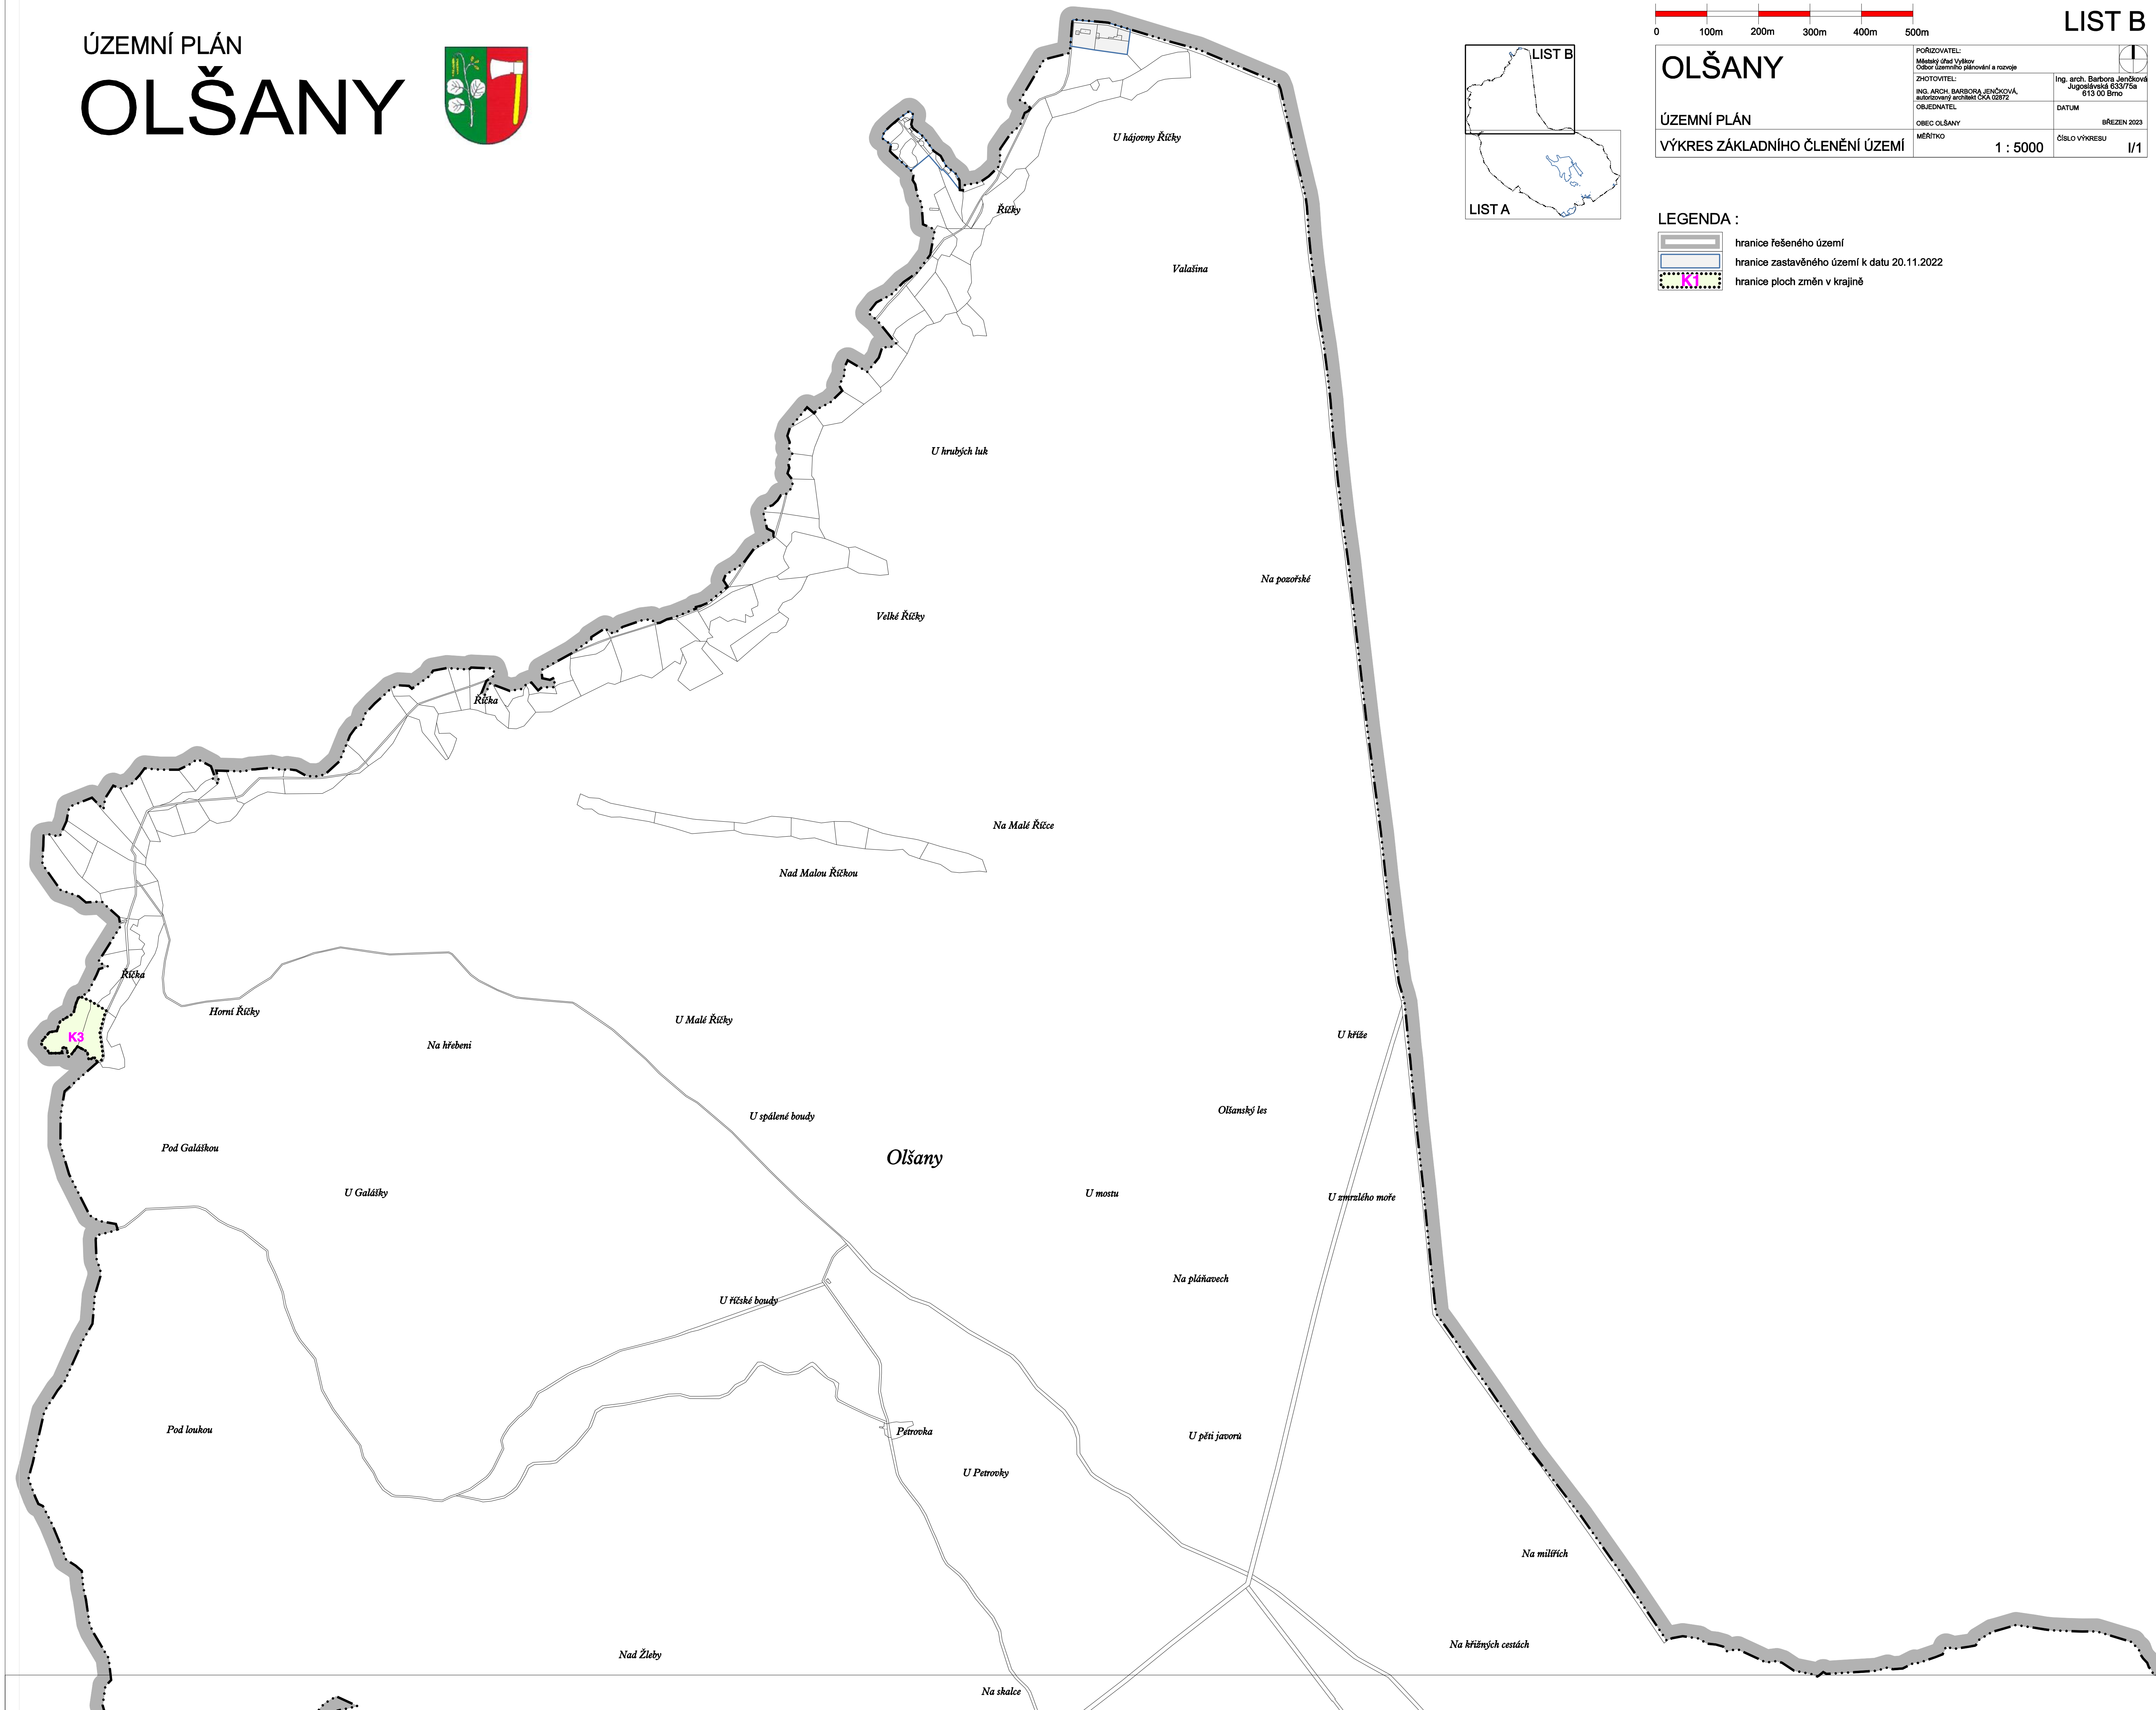 ÚZEMNÍ PLÁN
OLŠANY
0 100m 200m 300m 400m 500m
LIST B
OLŠANY
ÚZEMNÍ PLÁN
VÝKRES ZÁKLADNÍHO ČLENĚNÍ ÚZEMÍ
POŘIZOVATEL:
Městský úřad Vyškov
Odbor územního plánování a rozvoje
ZHOTOVITEL:
ING. ARCH. BARBORA JENČKOVÁ,
autorizovaný architekt ČKA 02872
Ing. arch. Barbora Jenčková
Jugoslávská 633/75a
613 00 Brno
OBJEDNATEL
OBEC OLŠANY
DATUM
BŘEZEN 2023
MĚŘÍTKO
1 : 5000
ČÍSLO VÝKRESU
I/1
LIST B
LIST A
LEGENDA :
hranice řešeného území
hranice zastavěného území k datu 20.11.2022
K1
hranice ploch změn v krajině
U hájovny Říčky
Říčky
Valašina
U hrubých luk
Na pozořské
Velké Říčky
Říčka
Na Malé Říčce
Nad Malou Říčkou
Říčka
Horní Říčky
U Malé Říčky
K3
U kříže
Na hřebeni
Olšanský les
U spálené boudy
Pod Galáškou
Olšany
U Galášky
U mostu
U zmrzlého moře
Na pláňavech
U říčské boudy
Pod loukou
Petrovka
U pěti javorů
U Petrovky
Na milířích
Na křižných cestách
Nad Žleby
Na skalce